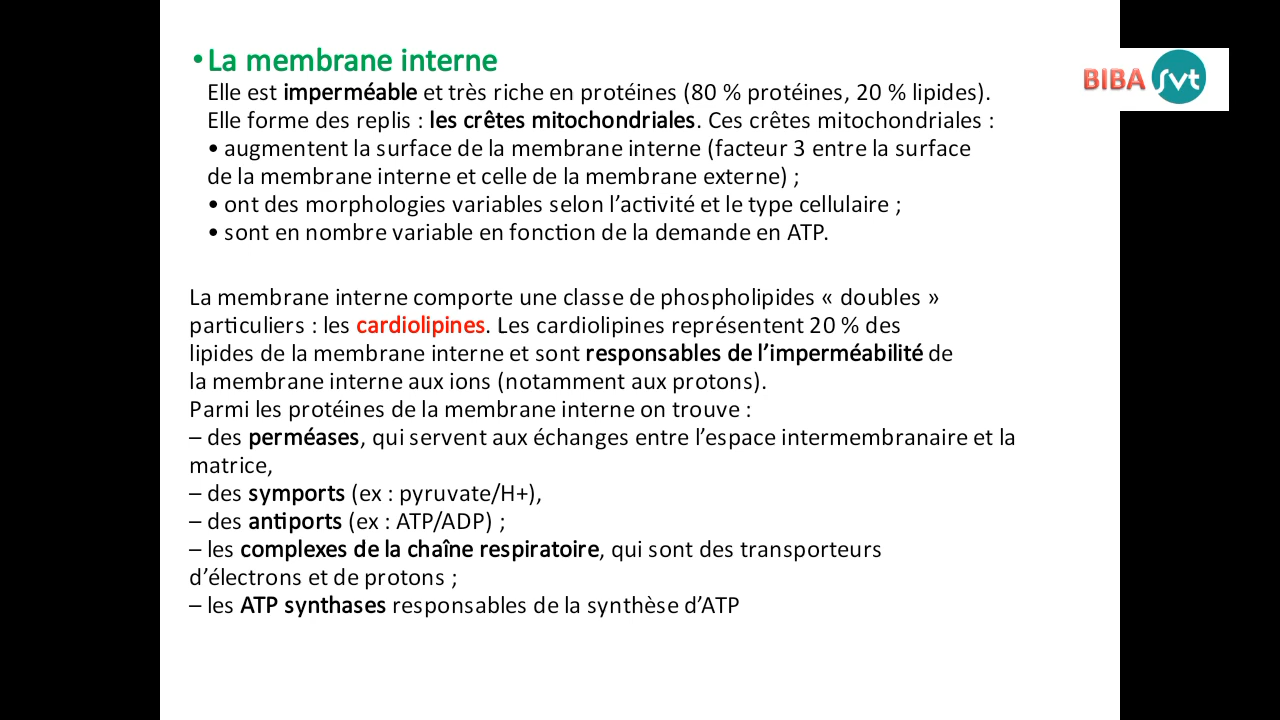 •La membrane interne
BIBA svt
Elle est imperméable et très riche en protéines (80 % protéines, 20 % lipides).
Elle forme des replis : les crêtes mitochondriales. Ces crêtes mitochondriales :
• augmentent la surface de la membrane interne (facteur 3 entre la surface
de la membrane interne et celle de la membrane externe) ;
• ont des morphologies variables selon l’activité et le type cellulaire ;
• sont en nombre variable en fonction de la demande en ATP.
La membrane interne comporte une classe de phospholipides « doubles »
particuliers : les cardiolipines. Les cardiolipines représentent 20 % des
lipides de la membrane interne et sont responsables de l’imperméabilité de
la membrane interne aux ions (notamment aux protons).
Parmi les protéines de la membrane interne on trouve :
– des perméases, qui servent aux échanges entre l’espace intermembranaire et la
matrice,
– des symports (ex : pyruvate/H+),
– des antiports (ex : ATP/ADP) ;
– les complexes de la chaîne respiratoire, qui sont des transporteurs
d’électrons et de protons ;
– les ATP synthases responsables de la synthèse d’ATP